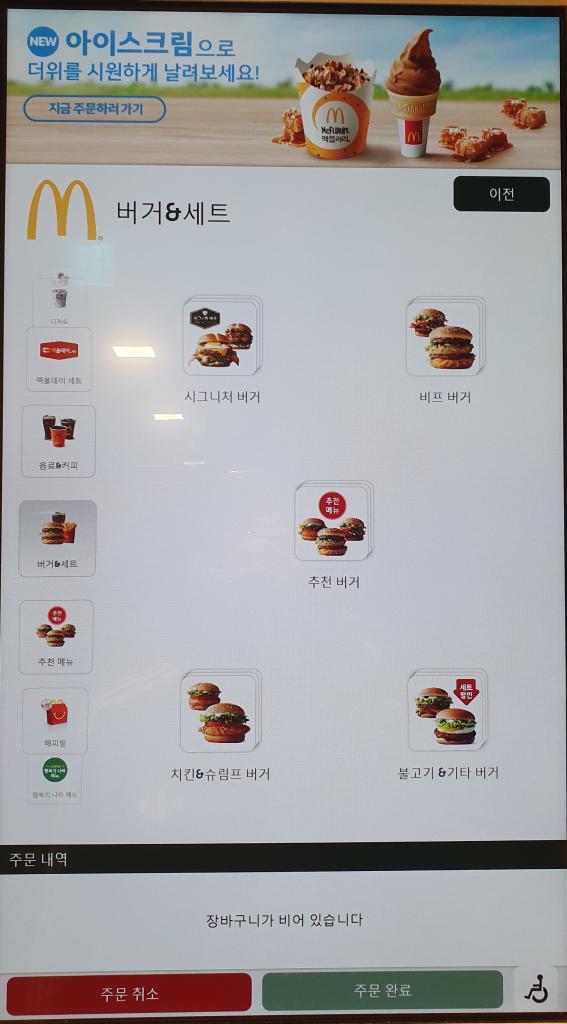 NEW 아이스크림으로
더위를 시원하게 날려보세요!
지금 주문하러 가기
McFlurry
맥플러리
버거&세트
이전
디저트
맥올데이 세트
음료&커피
버거&세트
추천 메뉴
추천 메뉴
해피밀
행복의 나라 메뉴
시그니처 버거
비프 버거
추천
메뉴
추천 버거
치킨&슈림프 버거
세트
할인
불고기 &기타 버거
주문 내역
장바구니가 비어 있습니다
주문 취소
주문 완료